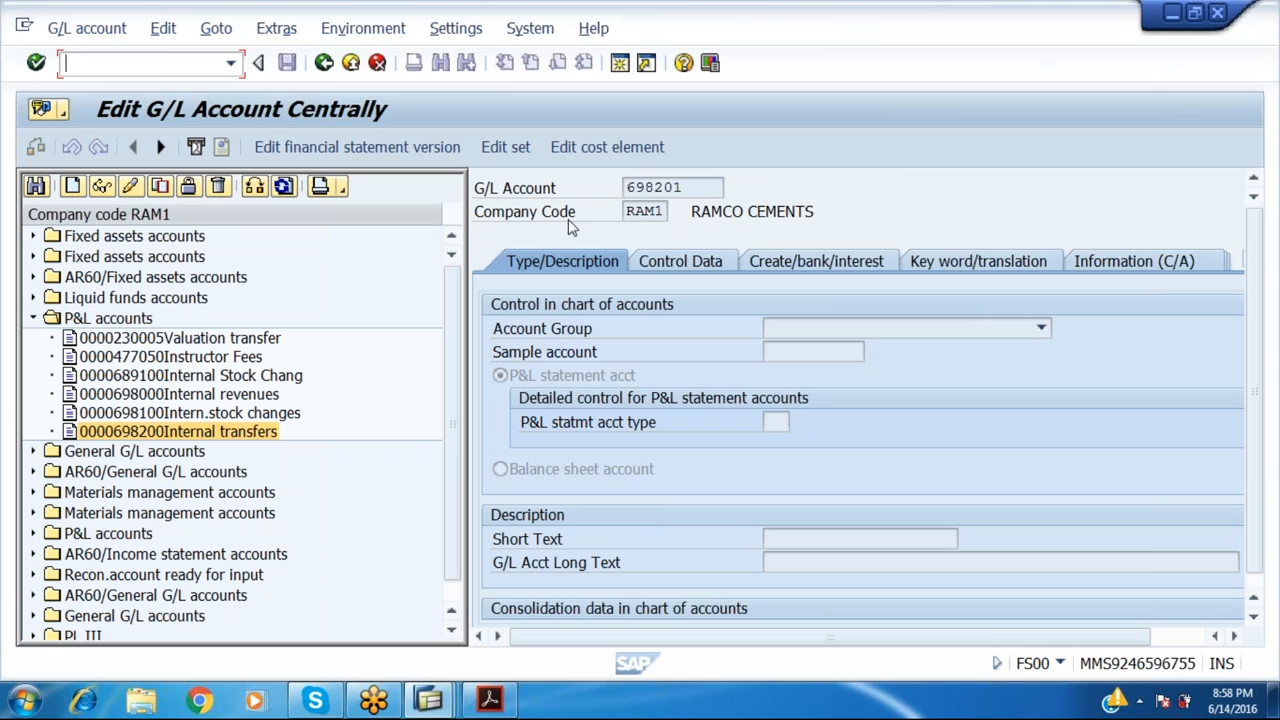 G/L account Edit Goto Extras Environment Settings System Help
Edit G/L Account Centrally
Edit financial statement version Edit set Edit cost element
Company code RAM1
Fixed assets accounts
Fixed assets accounts
AR60/Fixed assets accounts
Liquid funds accounts
P&L accounts
0000230005Valuation transfer
0000477050Instructor Fees
0000689100Internal Stock Chang
0000698000Internal revenues
0000698100Intern.stock changes
0000698200Internal transfers
General G/L accounts
AR60/General G/L accounts
Materials management accounts
Materials management accounts
P&L accounts
AR60/Income statement accounts
Recon.account ready for input
AR60/General G/L accounts
General G/L accounts
PL III
G/L Account 698201
Company Code RAM1 RAMCO CEMENTS
Type/Description Control Data Create/bank/interest Key word/translation Information (C/A)
Control in chart of accounts
Account Group
Sample account
P&L statement acct
Detailed control for P&L statement accounts
P&L statmt acct type
Balance sheet account
Description
Short Text
G/L Acct Long Text
Consolidation data in chart of accounts
SAP
FS00 MMS9246596755 INS
8:58 PM
6/14/2016